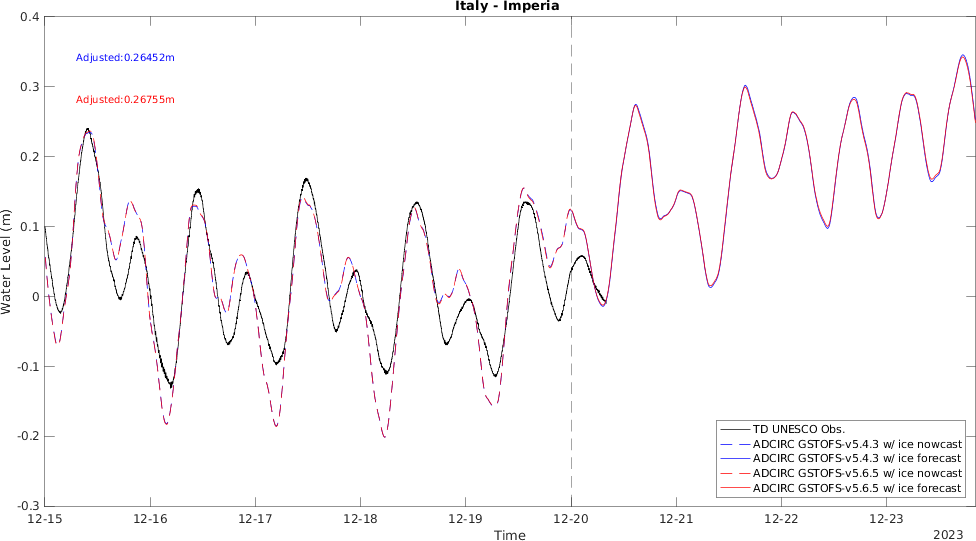 Italy - Imperia
0.4
Adjusted:0.26452m
0.3
Adjusted:0.26755m
0.2
0.1
0
-0.1
-0.2
-0.3
Water Level (m)
TD UNESCO Obs.
ADCIRC GSTOFS-v5.4.3 w/ ice nowcast
ADCIRC GSTOFS-v5.4.3 w/ ice forecast
ADCIRC GSTOFS-v5.6.5 w/ ice nowcast
ADCIRC GSTOFS-v5.6.5 w/ ice forecast
12-15 12-16 12-17 12-18 12-19 12-20 12-21 12-22 12-23
Time
2023